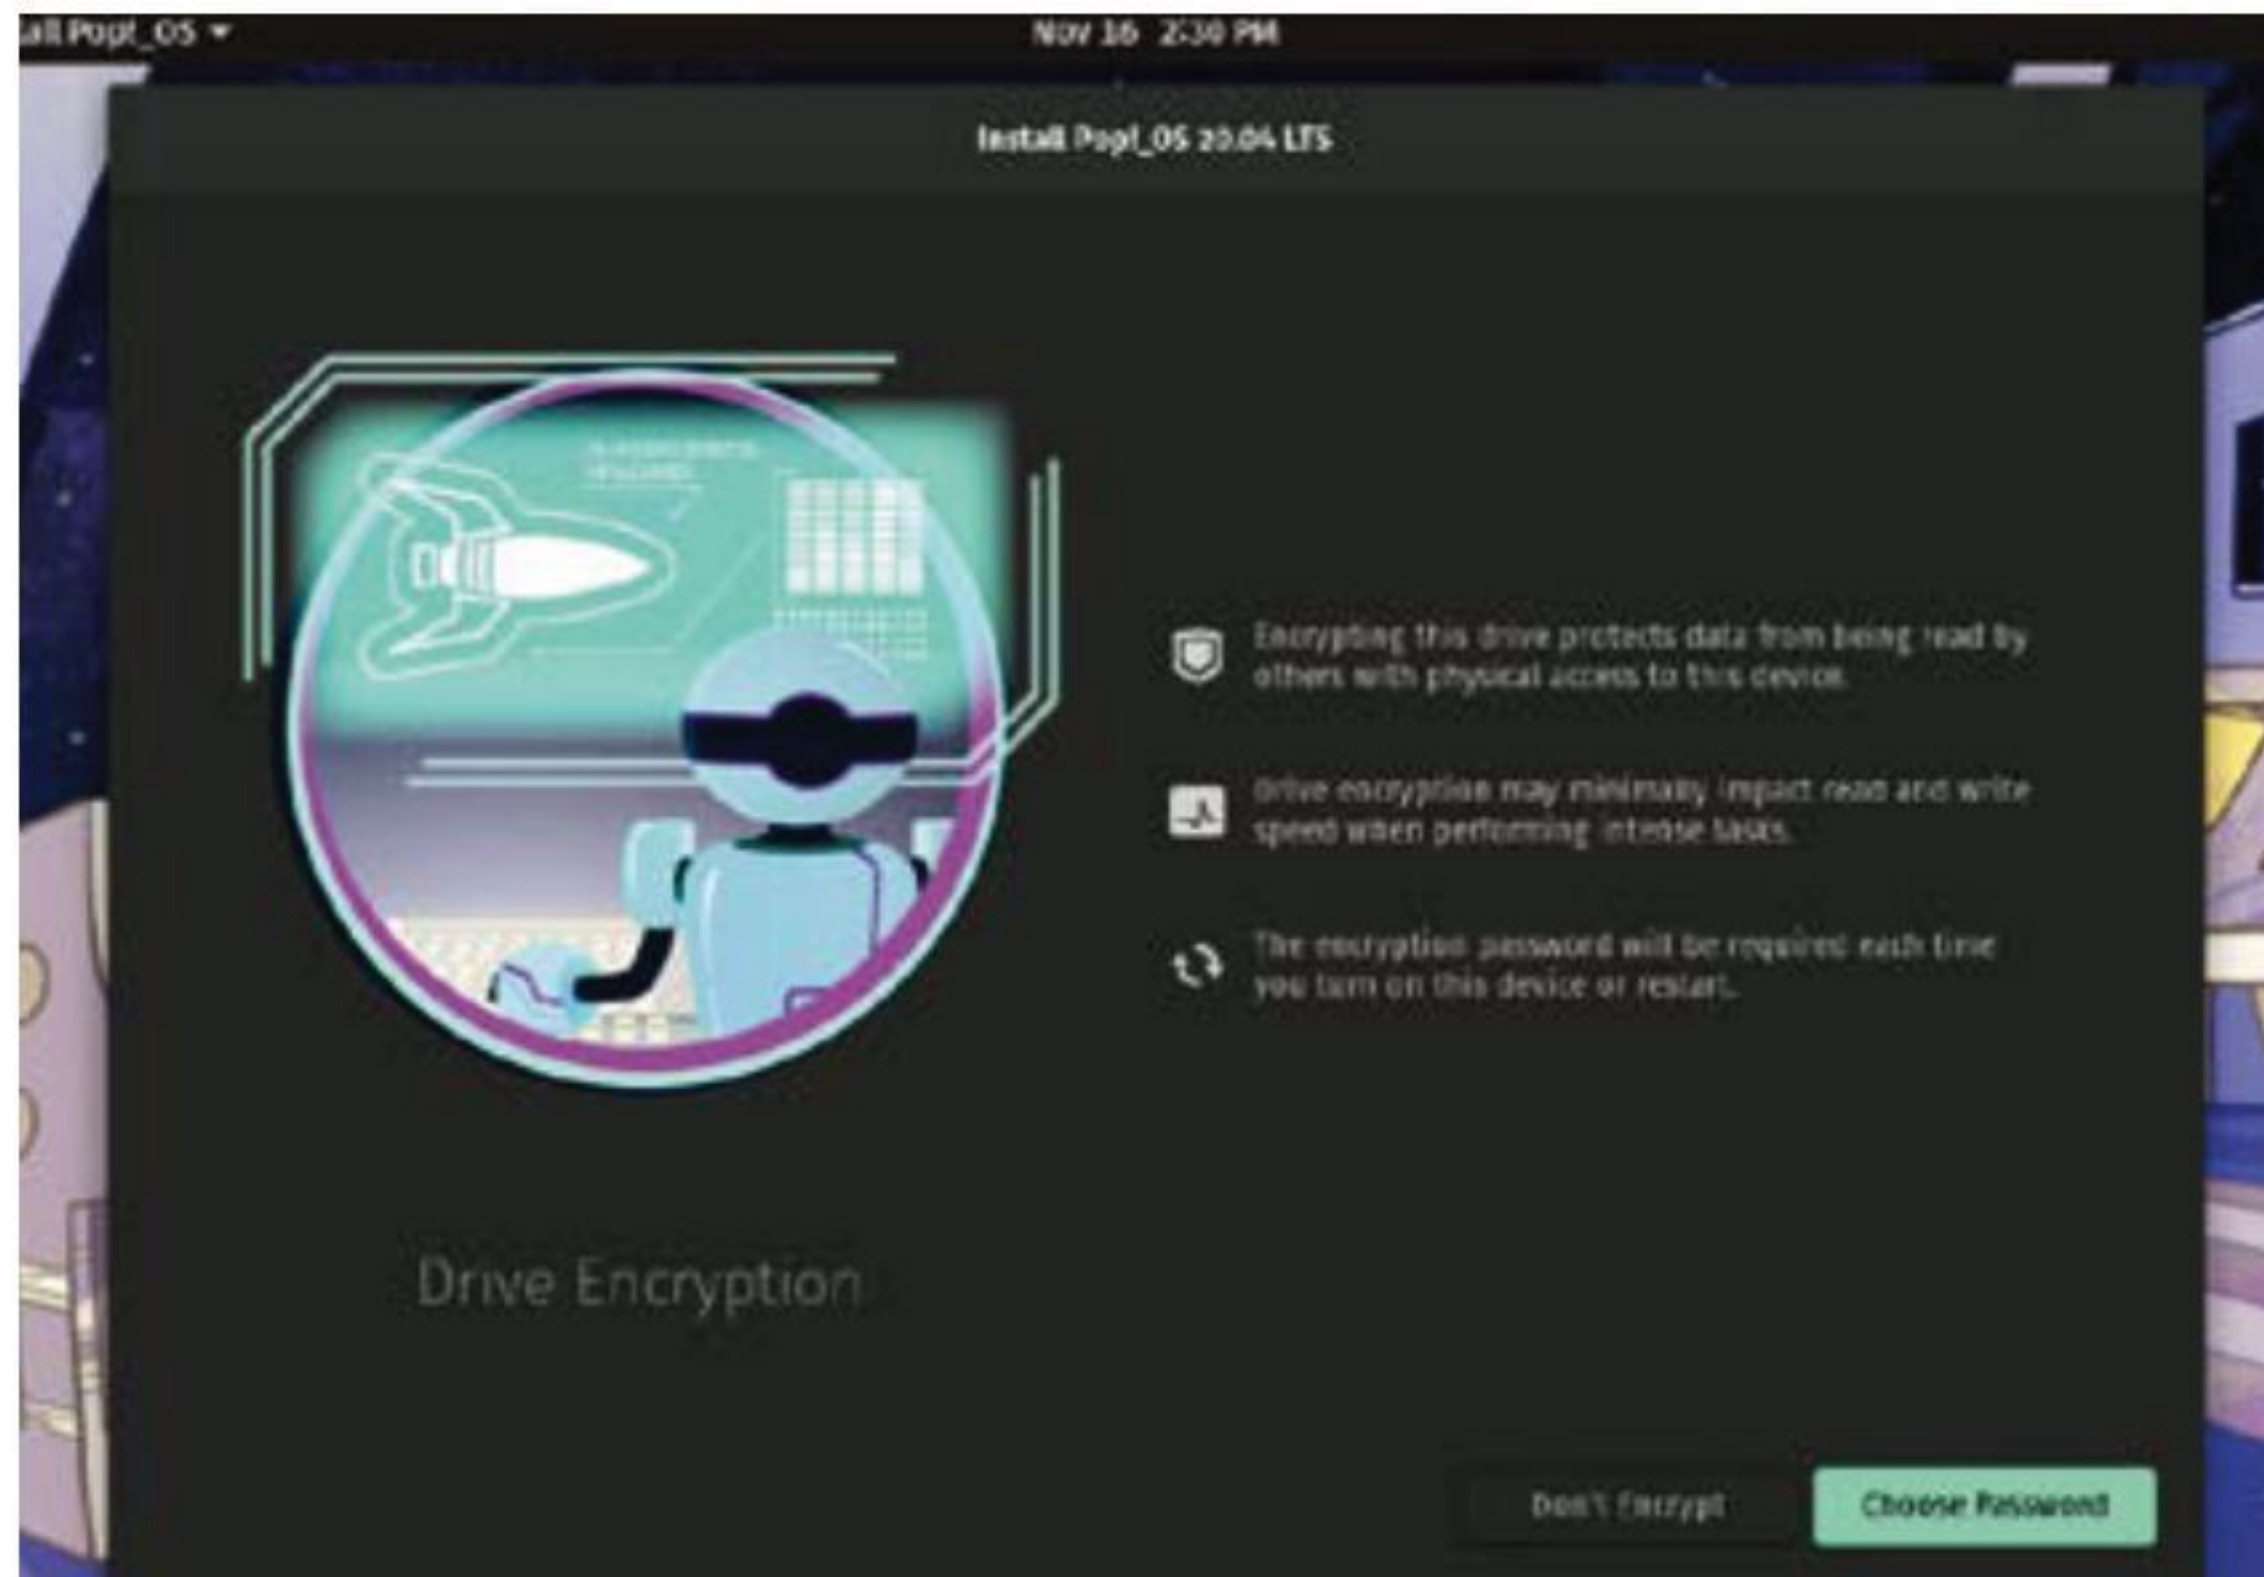 all Pop!_OS
Nov 16 2:30 PM
Install Pop!_OS 20.04 LTS
Encrypting this drive protects data from being read by
others with physical access to this device.
Drive encryption may minimally impact read and write
speed when performing intense tasks.
The encryption password will be required each time
you turn on this device or restart.
Drive Encryption
Don't Encrypt
Choose Password